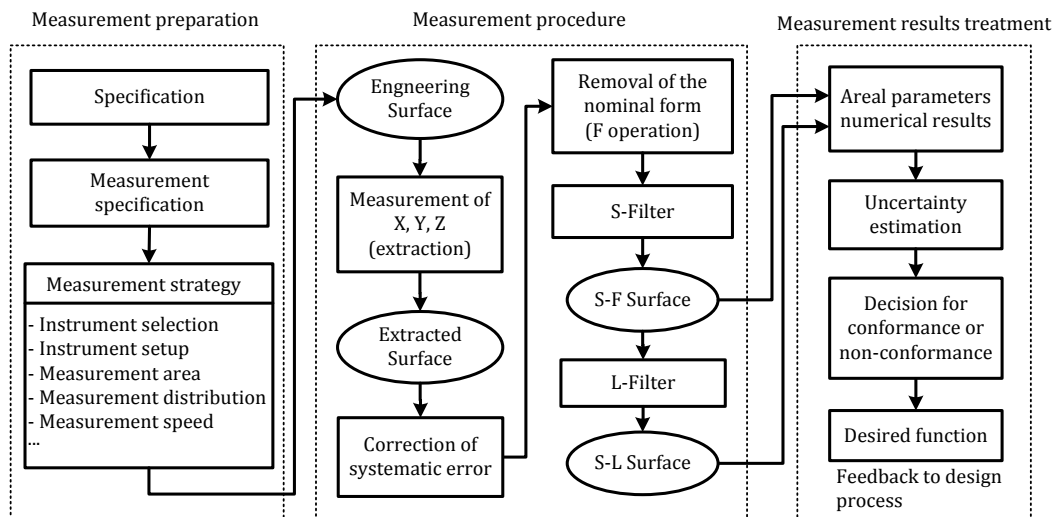 Measurement preparation
Specification
Measurement
specification
Measurement strategy
- Instrument selection
- Instrument setup
- Measurement area
- Measurement distribution
- Measurement speed
...
Measurement procedure
Engineering
Surface
Measurement of
X, Y, Z
(extraction)
Extracted
Surface
Correction of
systematic error
Removal of the
nominal form
(F operation)
S-Filter
S-F Surface
L-Filter
S-L Surface
Measurement results treatment
Areal parameters
numerical results
Uncertainty
estimation
Decision for
conformance or
non-conformance
Desired function
Feedback to design
process